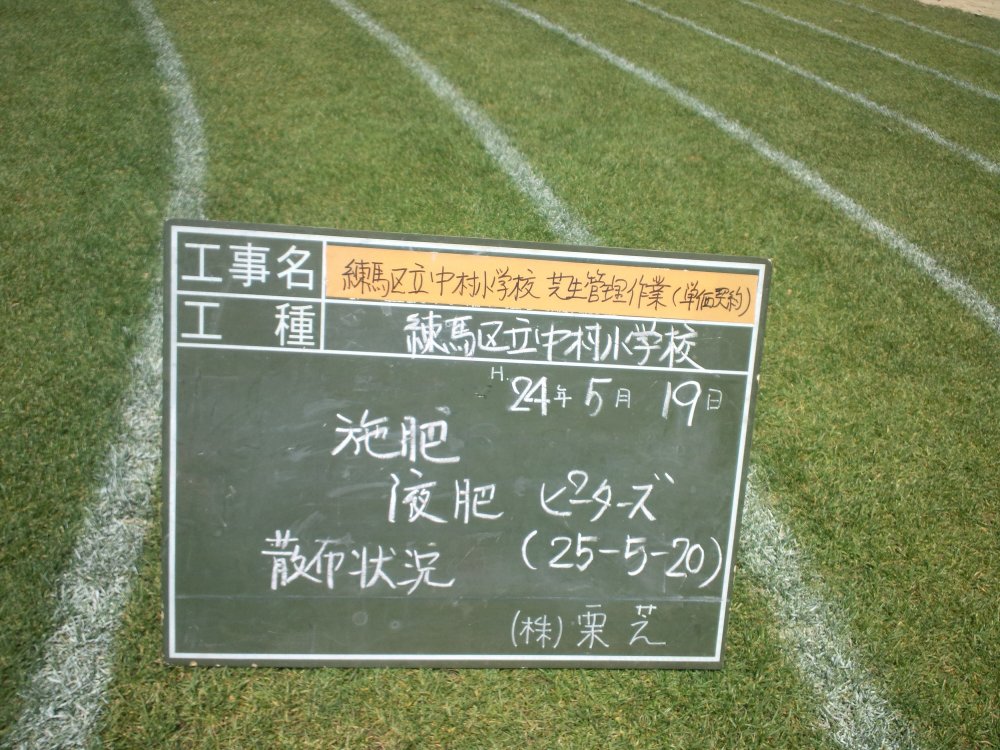 工事名 練馬区立中村小学校 芝生管理作業(単価契約)
工種 練馬区立中村小学校
H. 24年 5月 19日
施肥
液肥 ピターズ
散布状況 (25-5-20)
(株) 栗芝